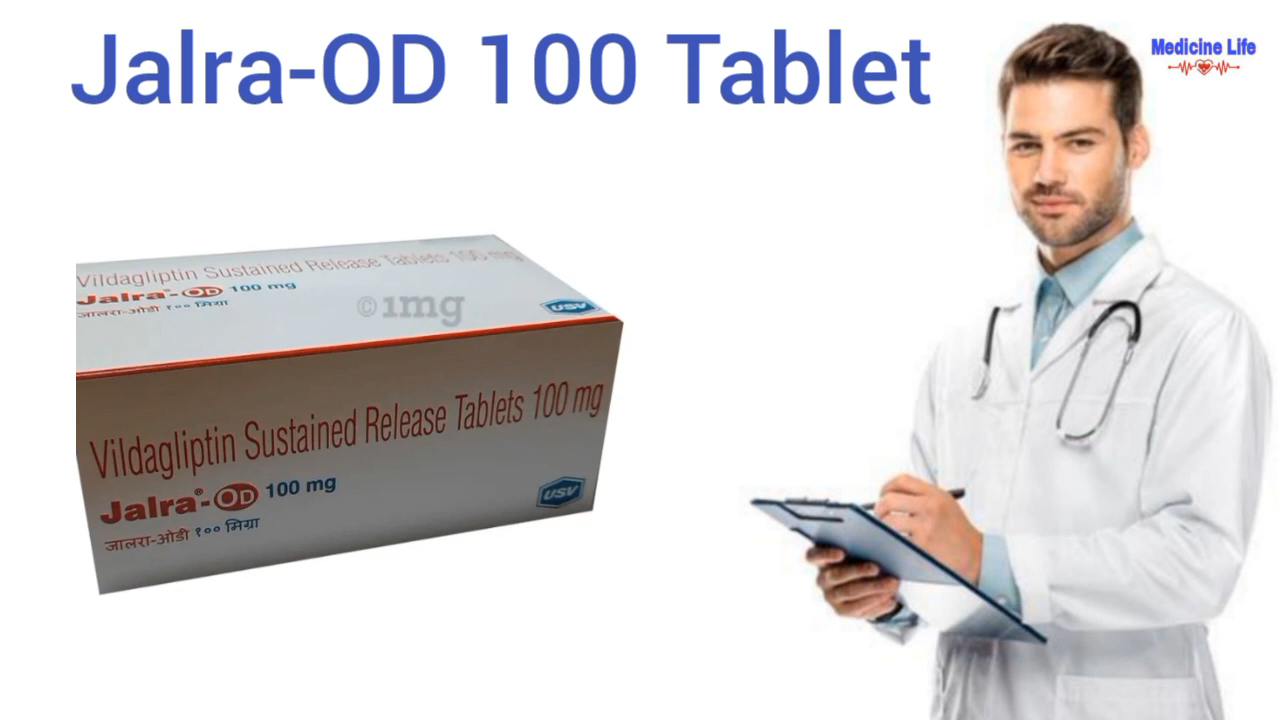 Jalra-OD 100 Tablet
Medicine Life
Vildagliptin Sustained Release Tablets 100 mg
Jalra-OD 100 mg
जालरा-ओडी १०० मिग्रा
©1mg
USV
Vildagliptin Sustained Release Tablets 100 mg
Jalra®-OD 100 mg
जालरा-ओडी १०० मिग्रा
USV